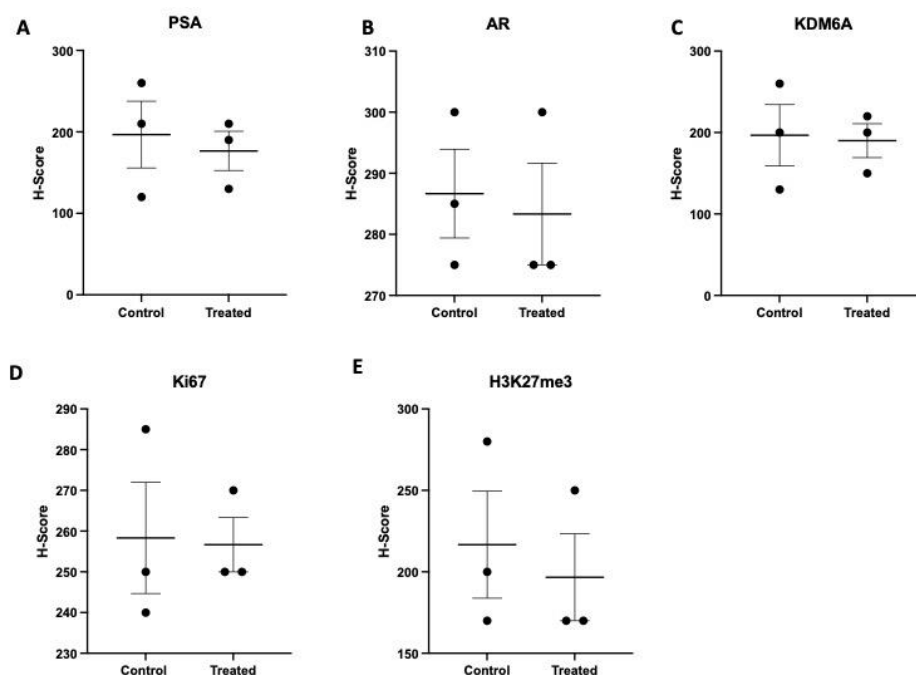 A
PSA
H-Score
300
200
100
0
Control
Treated
B
AR
H-Score
310
300
290
280
270
Control
Treated
C
KDM6A
H-Score
300
200
100
0
Control
Treated
D
Ki67
H-Score
290
280
270
260
250
240
230
Control
Treated
E
H3K27me3
H-Score
300
250
200
150
Control
Treated